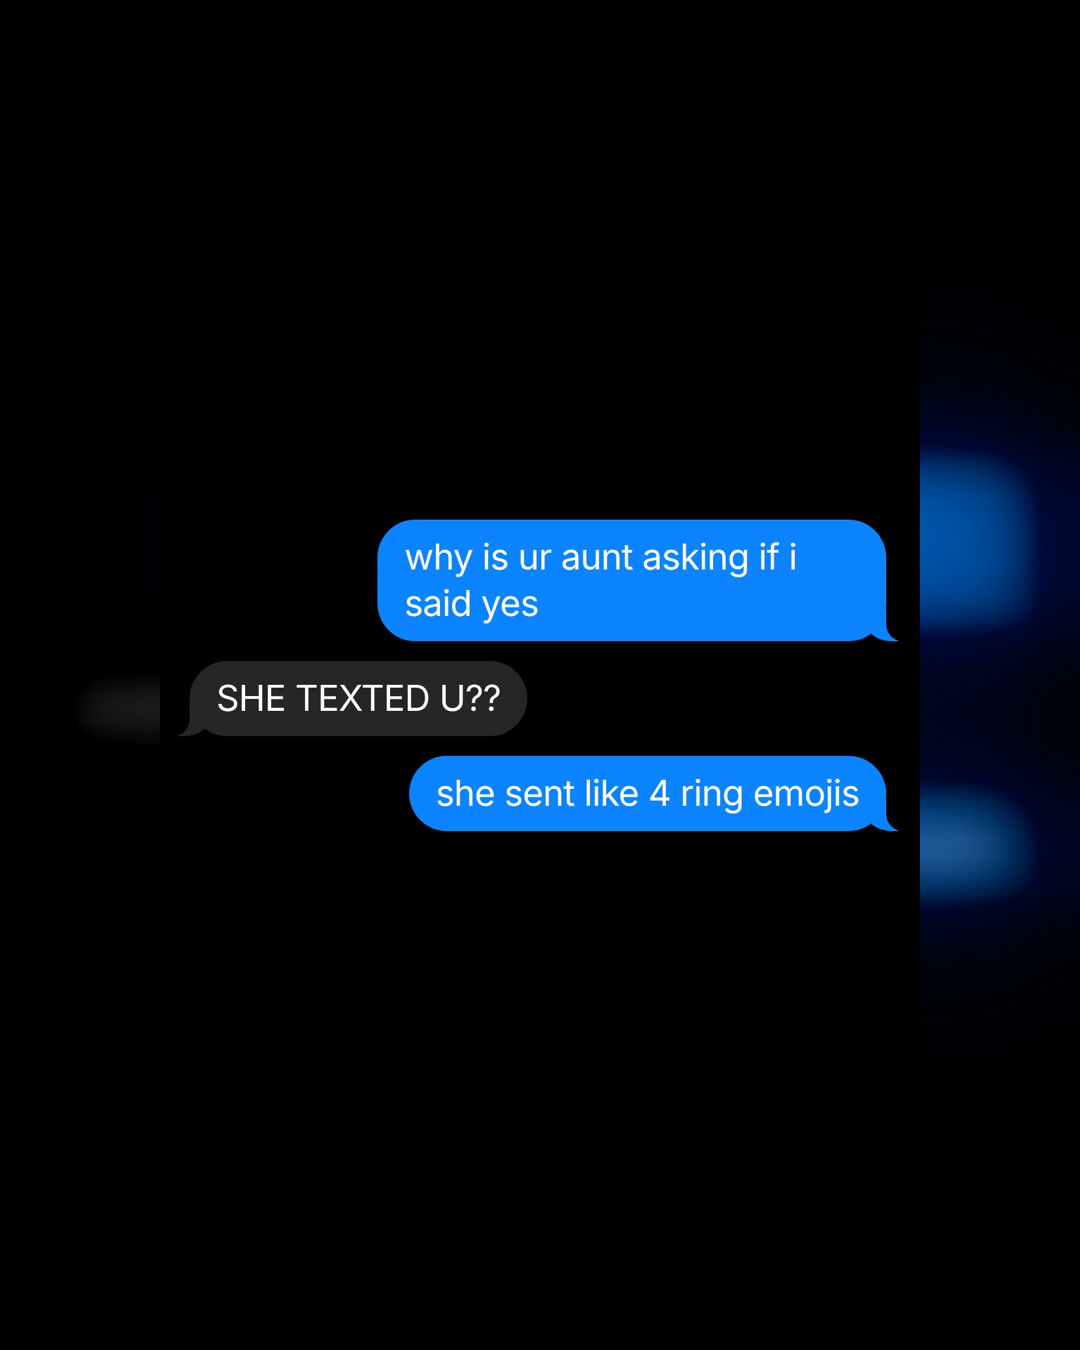 why is ur aunt asking if i
said yes
SHE TEXTED U??
she sent like 4 ring emojis